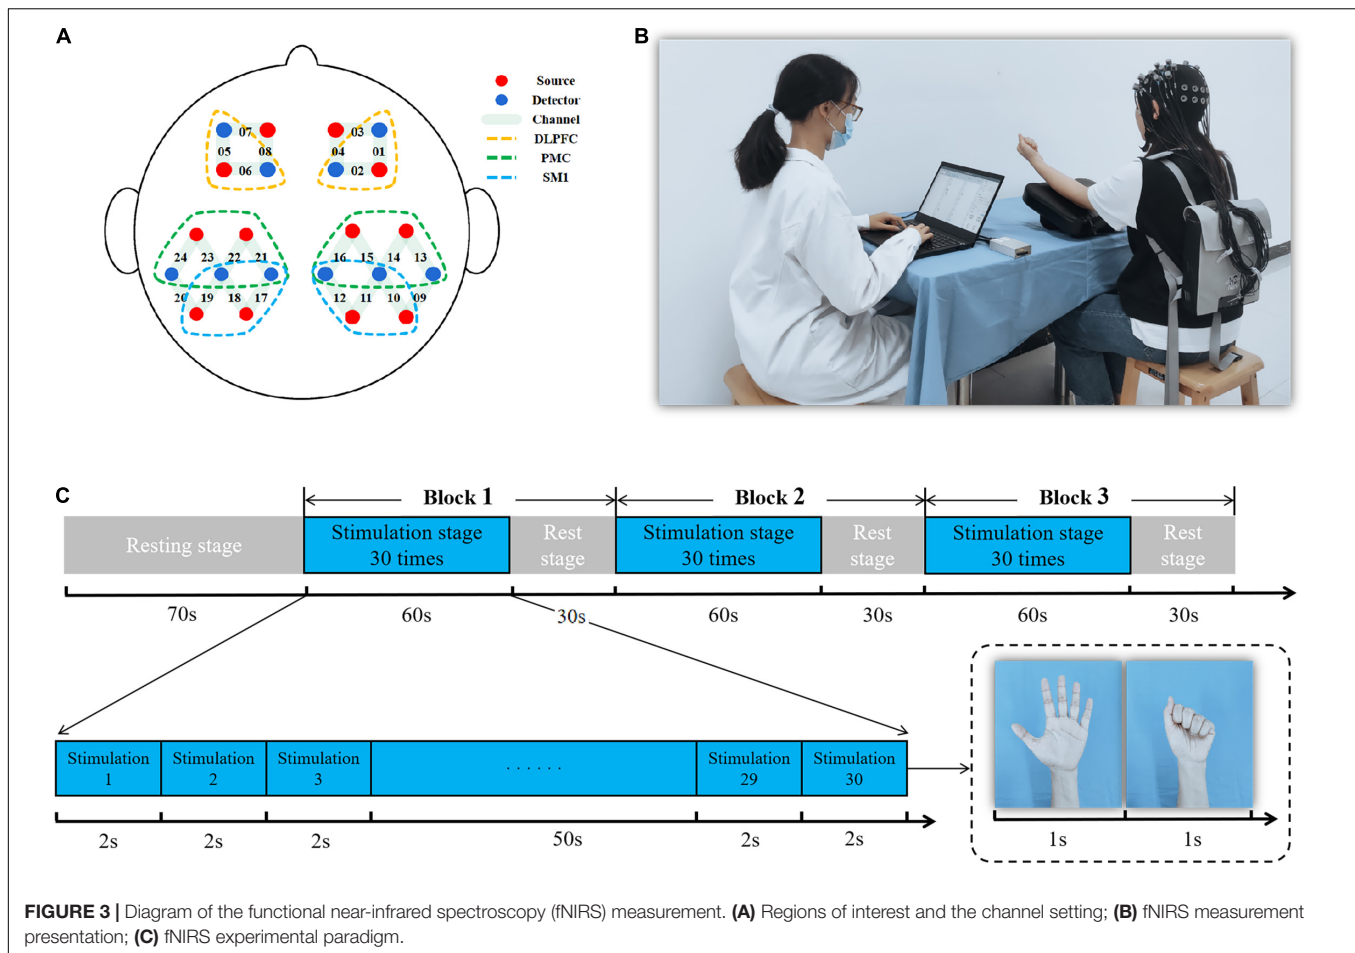 A
B
Source
Detector
Channel
DLPFC
PMC
SM1
07
03
05
08
04
01
06
02
24
23
22
21
16
15
14
13
20
19
18
17
12
11
10
09
C
Block 1
Block 2
Block 3
Resting stage
Stimulation stage
30 times
Rest
stage
Stimulation stage
30 times
Rest
stage
Stimulation stage
30 times
Rest
stage
70s
60s
30s
60s
30s
60s
30s
Stimulation
1
Stimulation
2
Stimulation
3
. . . . . .
Stimulation
29
Stimulation
30
2s
2s
2s
50s
2s
2s
1s
1s
FIGURE 3 | Diagram of the functional near-infrared spectroscopy (fNIRS) measurement. (A) Regions of interest and the channel setting; (B) fNIRS measurement
presentation; (C) fNIRS experimental paradigm.